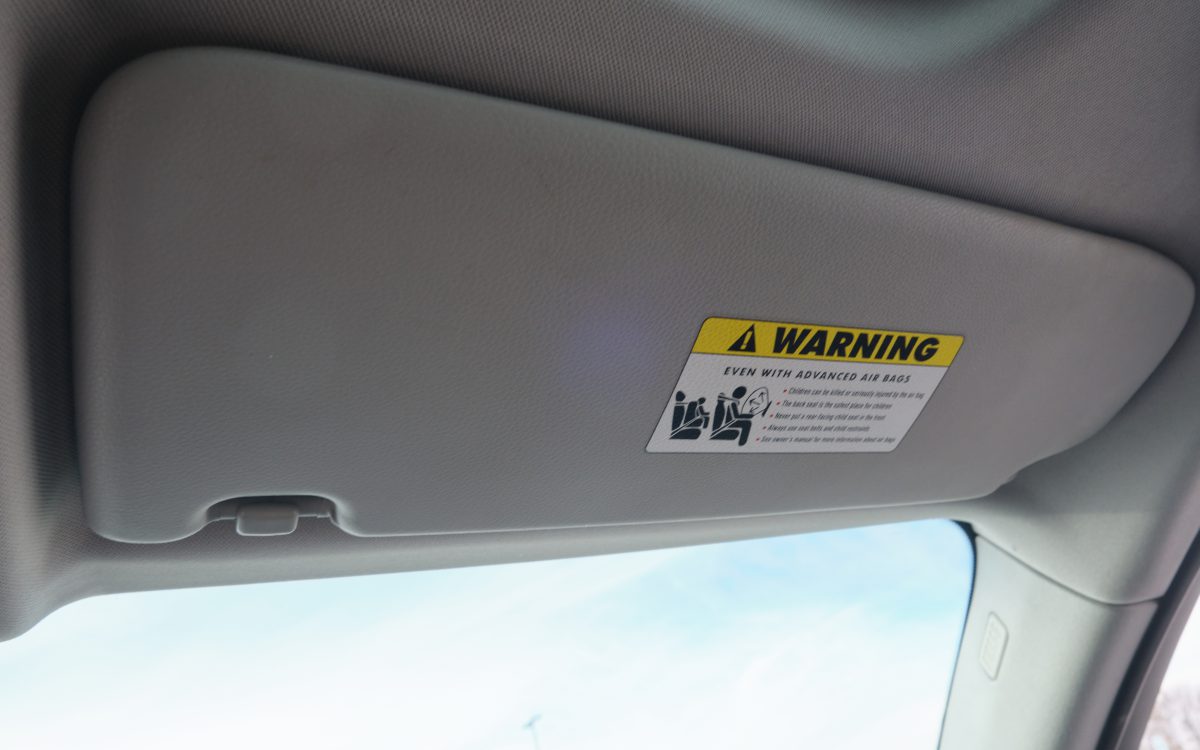 WARNING
EVEN WITH ADVANCED AIR BAGS
• Children can be killed or seriously injured by the air bag
• The back seat is the safest place for children
• Never put a rear-facing child seat in the front
• Always use seat belts and child restraints
• See owner's manual for more information about air bags